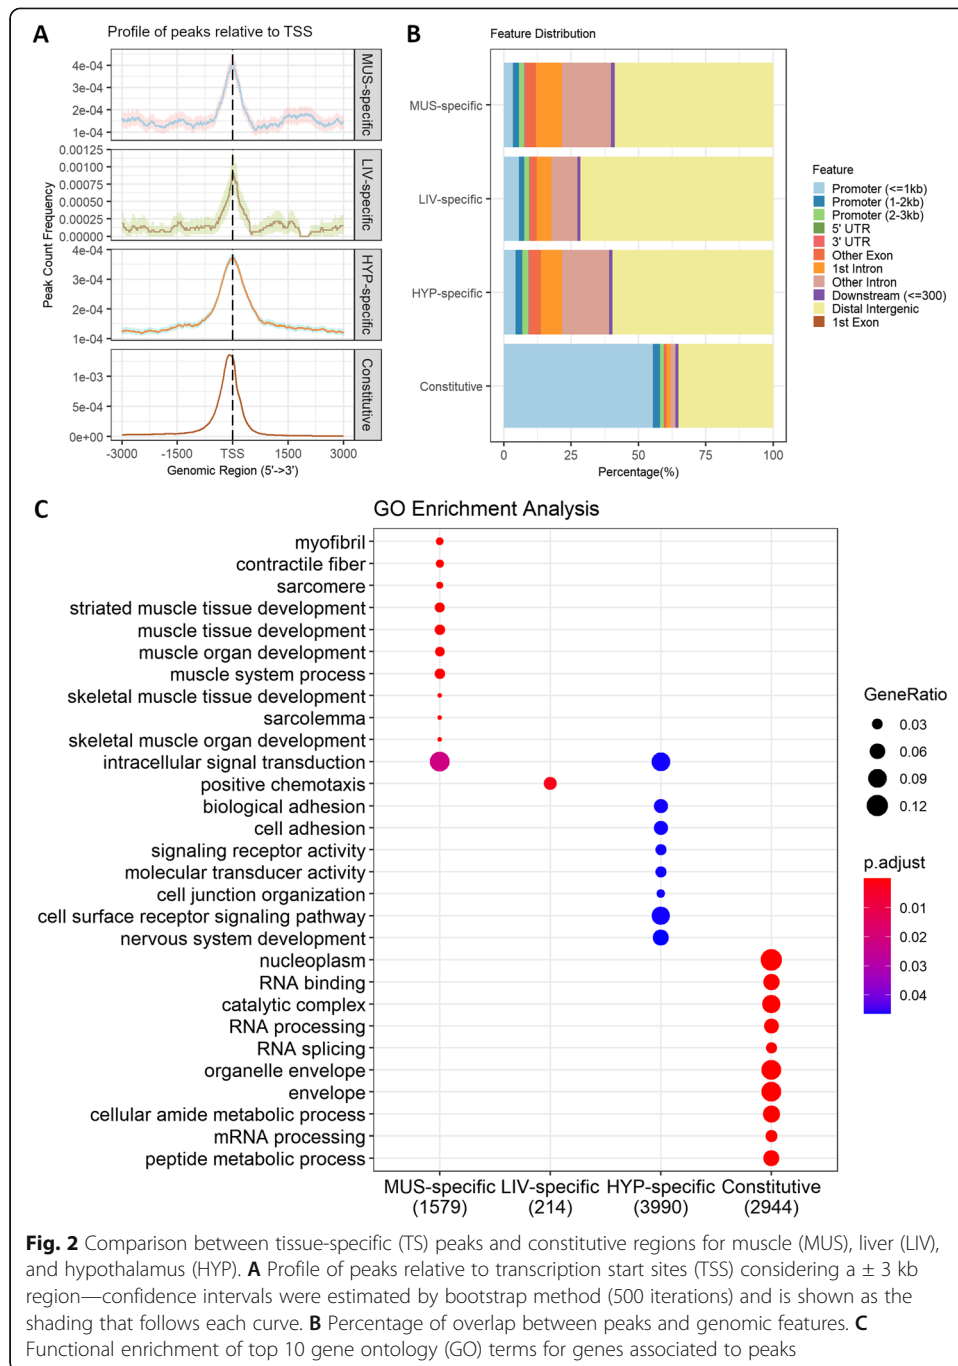 A
Profile of peaks relative to TSS
Peak Count Frequency
4e-04
3e-04
2e-04
1e-04
MUS-specific
0.00125
0.00100
0.00075
0.00050
0.00025
0.00000
LIV-specific
4e-04
3e-04
2e-04
1e-04
HYP-specific
1e-03
5e-04
0e+00
Constitutive
-3000 -1500 TSS 1500 3000
Genomic Region (5'->3')
B
Feature Distribution
MUS-specific
LIV-specific
HYP-specific
Constitutive
0 25 50 75 100
Percentage(%)
Feature
Promoter (<=1kb)
Promoter (1-2kb)
Promoter (2-3kb)
5' UTR
3' UTR
Other Exon
1st Intron
Other Intron
Downstream (<=300)
Distal Intergenic
1st Exon
C
GO Enrichment Analysis
myofibril
contractile fiber
sarcomere
striated muscle tissue development
muscle tissue development
muscle organ development
muscle system process
skeletal muscle tissue development
sarcolemma
skeletal muscle organ development
intracellular signal transduction
positive chemotaxis
biological adhesion
cell adhesion
signaling receptor activity
molecular transducer activity
cell junction organization
cell surface receptor signaling pathway
nervous system development
nucleoplasm
RNA binding
catalytic complex
RNA processing
RNA splicing
organelle envelope
envelope
cellular amide metabolic process
mRNA processing
peptide metabolic process
MUS-specific LIV-specific HYP-specific Constitutive
(1579) (214) (3990) (2944)
GeneRatio
0.03
0.06
0.09
0.12
p.adjust
0.01
0.02
0.03
0.04
Fig. 2 Comparison between tissue-specific (TS) peaks and constitutive regions for muscle (MUS), liver (LIV),
and hypothalamus (HYP). A Profile of peaks relative to transcription start sites (TSS) considering a ± 3 kb
region—confidence intervals were estimated by bootstrap method (500 iterations) and is shown as the
shading that follows each curve. B Percentage of overlap between peaks and genomic features. C
Functional enrichment of top 10 gene ontology (GO) terms for genes associated to peaks